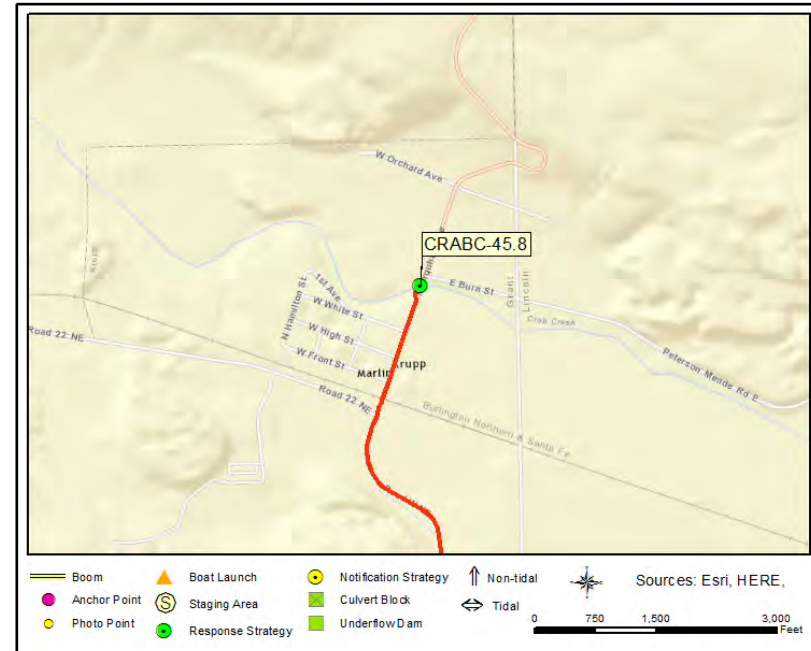 W Orchard Ave
CRABC-45.8
E Burn St
Grant
Lincoln
Crab Creek
Peterson Mende Rd E
1st Ave
N Hamilton St
W White St
W High St
W Front St
Marlin
Krupp
Road 22 NE
Road 22 NE
Burlington Northern & Santa Fe
Boom
Anchor Point
Photo Point
Boat Launch
S Staging Area
Response Strategy
Notification Strategy
Culvert Block
Underflow Dam
Non-tidal
Tidal
Sources: Esri, HERE,
0 750 1,500 3,000
Feet